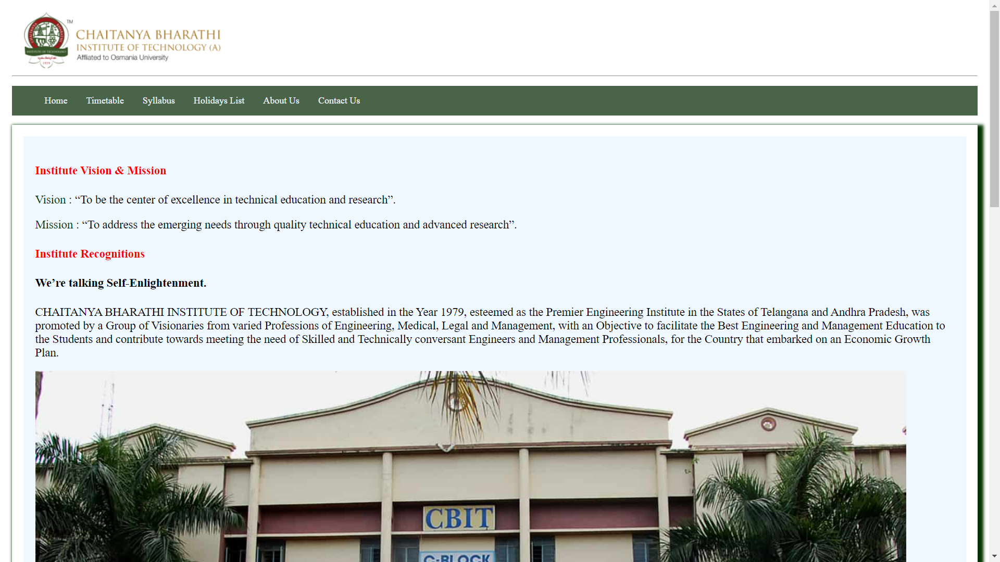 TM
CHAITANYA BHARATHI
INSTITUTE OF TECHNOLOGY (A)
Affliated to Osmania University
CHAITANYA BHARATHI
INSTITUTE OF TECHNOLOGY
1979
Home Timetable Syllabus Holidays List About Us Contact Us
Institute Vision & Mission
Vision : “To be the center of excellence in technical education and research”.
Mission : “To address the emerging needs through quality technical education and advanced research”.
Institute Recognitions
We’re talking Self-Enlightenment.
CHAITANYA BHARATHI INSTITUTE OF TECHNOLOGY, established in the Year 1979, esteemed as the Premier Engineering Institute in the States of Telangana and Andhra Pradesh, was
promoted by a Group of Visionaries from varied Professions of Engineering, Medical, Legal and Management, with an Objective to facilitate the Best Engineering and Management Education to
the Students and contribute towards meeting the need of Skilled and Technically conversant Engineers and Management Professionals, for the Country that embarked on an Economic Growth
Plan.
CBIT
C-BLOCK